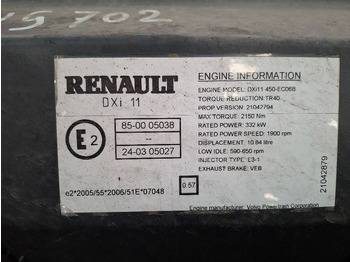 15702
RENAULT
DXi 11
E2
85-00 05038
24-03 05027
e2*2005/55*2006/51E*07048
0.57
ENGINE INFORMATION
ENGINE MODEL: DXi11 450-EC06B
TORQUE REDUCTION: TR40
PROP VERSION: 21042794
MAX TORQUE: 2150 Nm
RATED POWER: 332 kW
RATED POWER SPEED: 1900 rpm
DISPLACEMENT: 10.84 litre
LOW IDLE: 590-650 rpm
INJECTOR TYPE: E3-1
EXHAUST BRAKE: VEB
21042879
Engine manufacturer: Volvo Powertrain Corporation